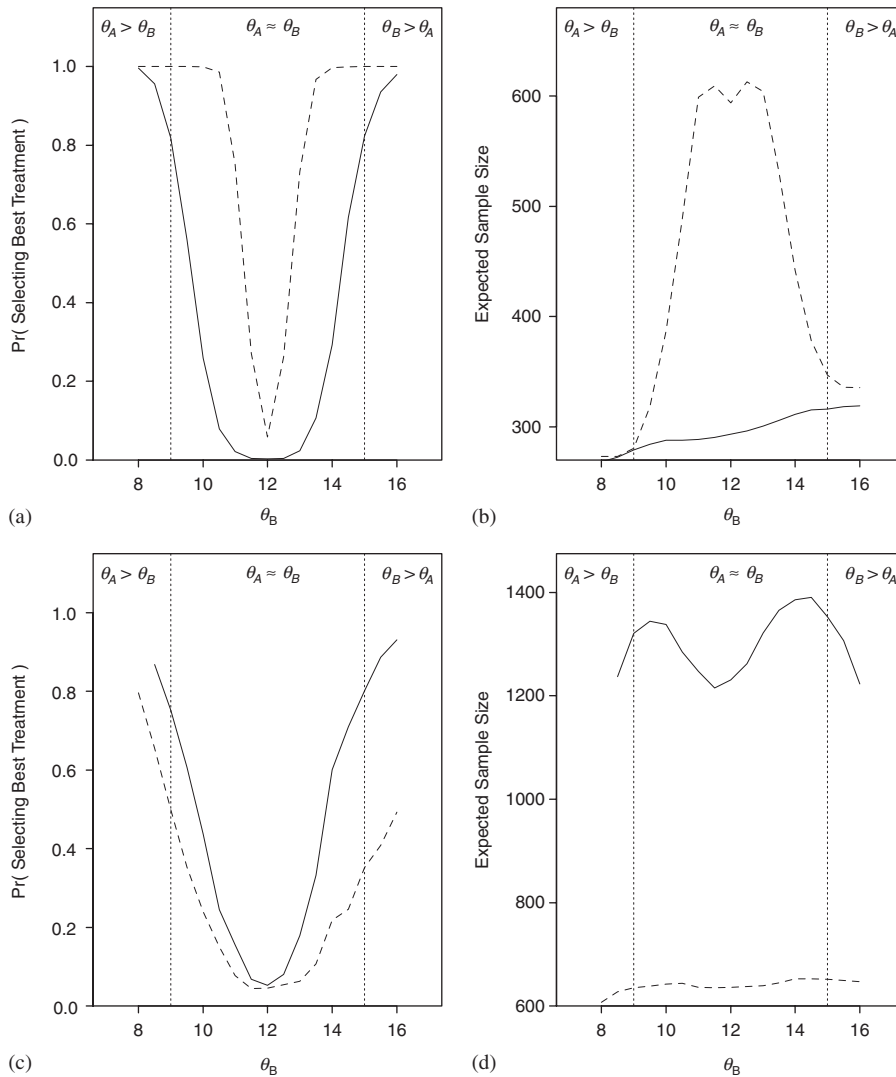 θA > θB θA ≈ θB θB > θA
Pr( Selecting Best Treatment )
1.0
0.8
0.6
0.4
0.2
0.0
8 10 12 14 16
(a)
θB
θA > θB θA ≈ θB θB > θA
Expected Sample Size
600
500
400
300
8 10 12 14 16
(b)
θB
θA > θB θA ≈ θB θB > θA
Pr( Selecting Best Treatment )
1.0
0.8
0.6
0.4
0.2
0.0
8 10 12 14 16
(c)
θB
θA > θB θA ≈ θB θB > θA
Expected Sample Size
1400
1200
1000
800
600
8 10 12 14 16
(d)
θB